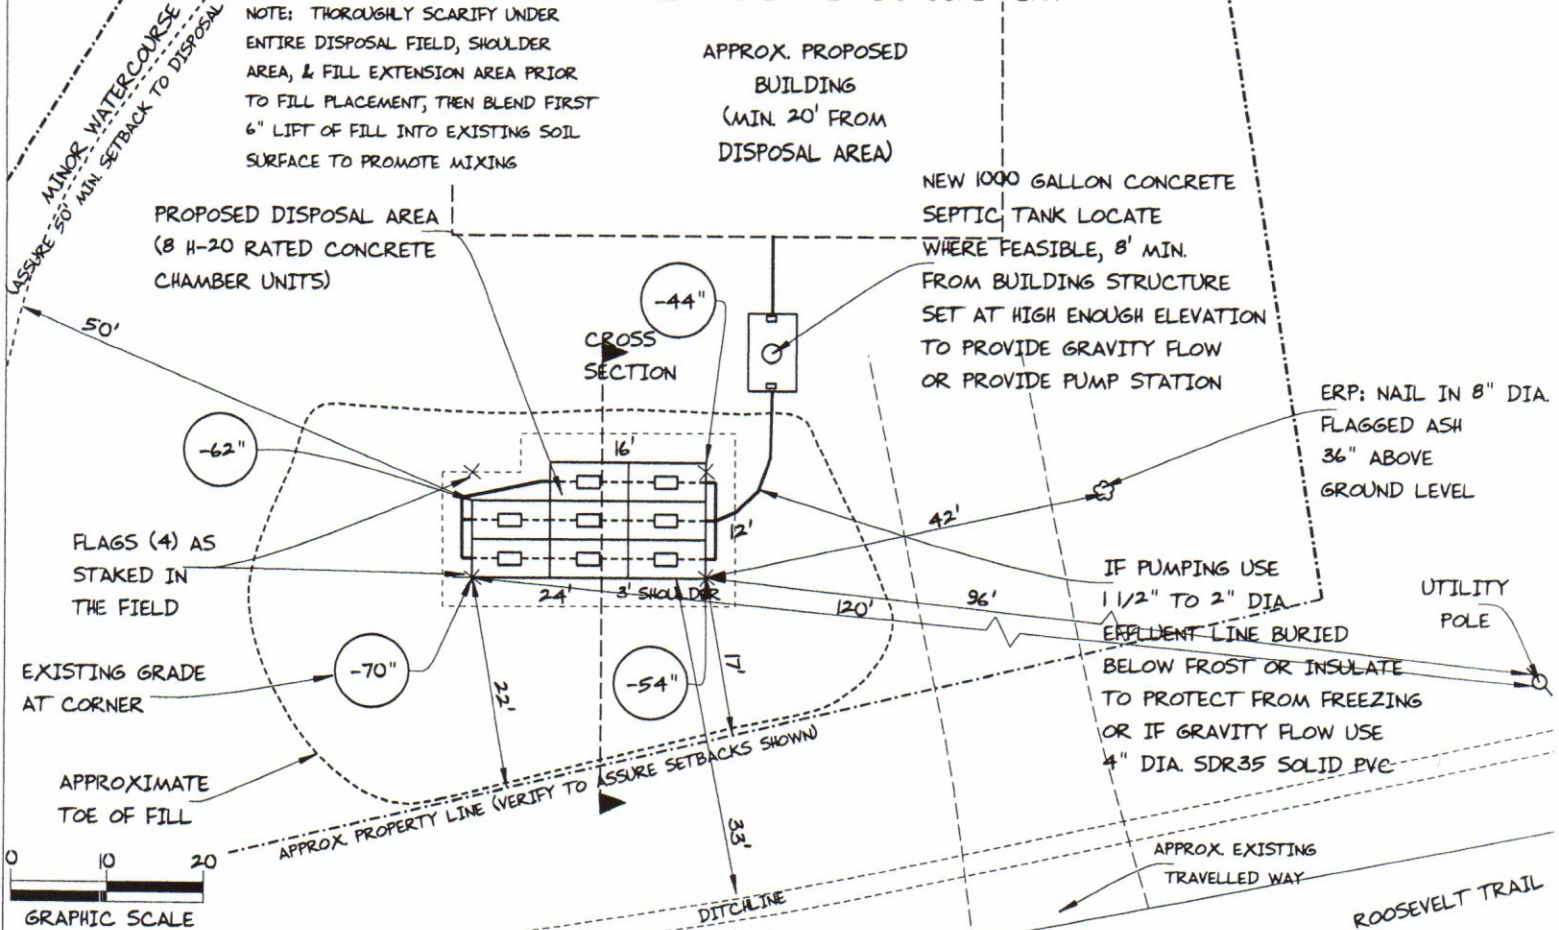 MINOR WATERCOURSE
(ASSURE 50' MIN. SETBACK TO DISPOSAL
NOTE: THOROUGHLY SCARIFY UNDER
ENTIRE DISPOSAL FIELD, SHOULDER
AREA, & FILL EXTENSION AREA PRIOR
TO FILL PLACEMENT, THEN BLEND FIRST
6" LIFT OF FILL INTO EXISTING SOIL
SURFACE TO PROMOTE MIXING
APPROX. PROPOSED
BUILDING
(MIN. 20' FROM
DISPOSAL AREA)
PROPOSED DISPOSAL AREA
(8 H-20 RATED CONCRETE
CHAMBER UNITS)
NEW 1000 GALLON CONCRETE
SEPTIC TANK LOCATE
WHERE FEASIBLE, 8' MIN.
FROM BUILDING STRUCTURE
SET AT HIGH ENOUGH ELEVATION
TO PROVIDE GRAVITY FLOW
OR PROVIDE PUMP STATION
50'
-44"
CROSS
SECTION
ERP: NAIL IN 8" DIA.
FLAGGED ASH
36" ABOVE
GROUND LEVEL
-62"
16'
12'
42'
FLAGS (4) AS
STAKED IN
THE FIELD
24'
3' SHOULDER
120'
96'
IF PUMPING USE
1 1/2" TO 2" DIA.
EFFLUENT LINE BURIED
BELOW FROST OR INSULATE
TO PROTECT FROM FREEZING
OR IF GRAVITY FLOW USE
4" DIA. SDR35 SOLID PVC
UTILITY
POLE
EXISTING GRADE
AT CORNER
-70"
22'
-54"
17'
APPROXIMATE
TOE OF FILL
APPROX. PROPERTY LINE (VERIFY TO ASSURE SETBACKS SHOWN)
33'
0 10 20
GRAPHIC SCALE
DITCHLINE
APPROX. EXISTING
TRAVELLED WAY
ROOSEVELT TRAIL